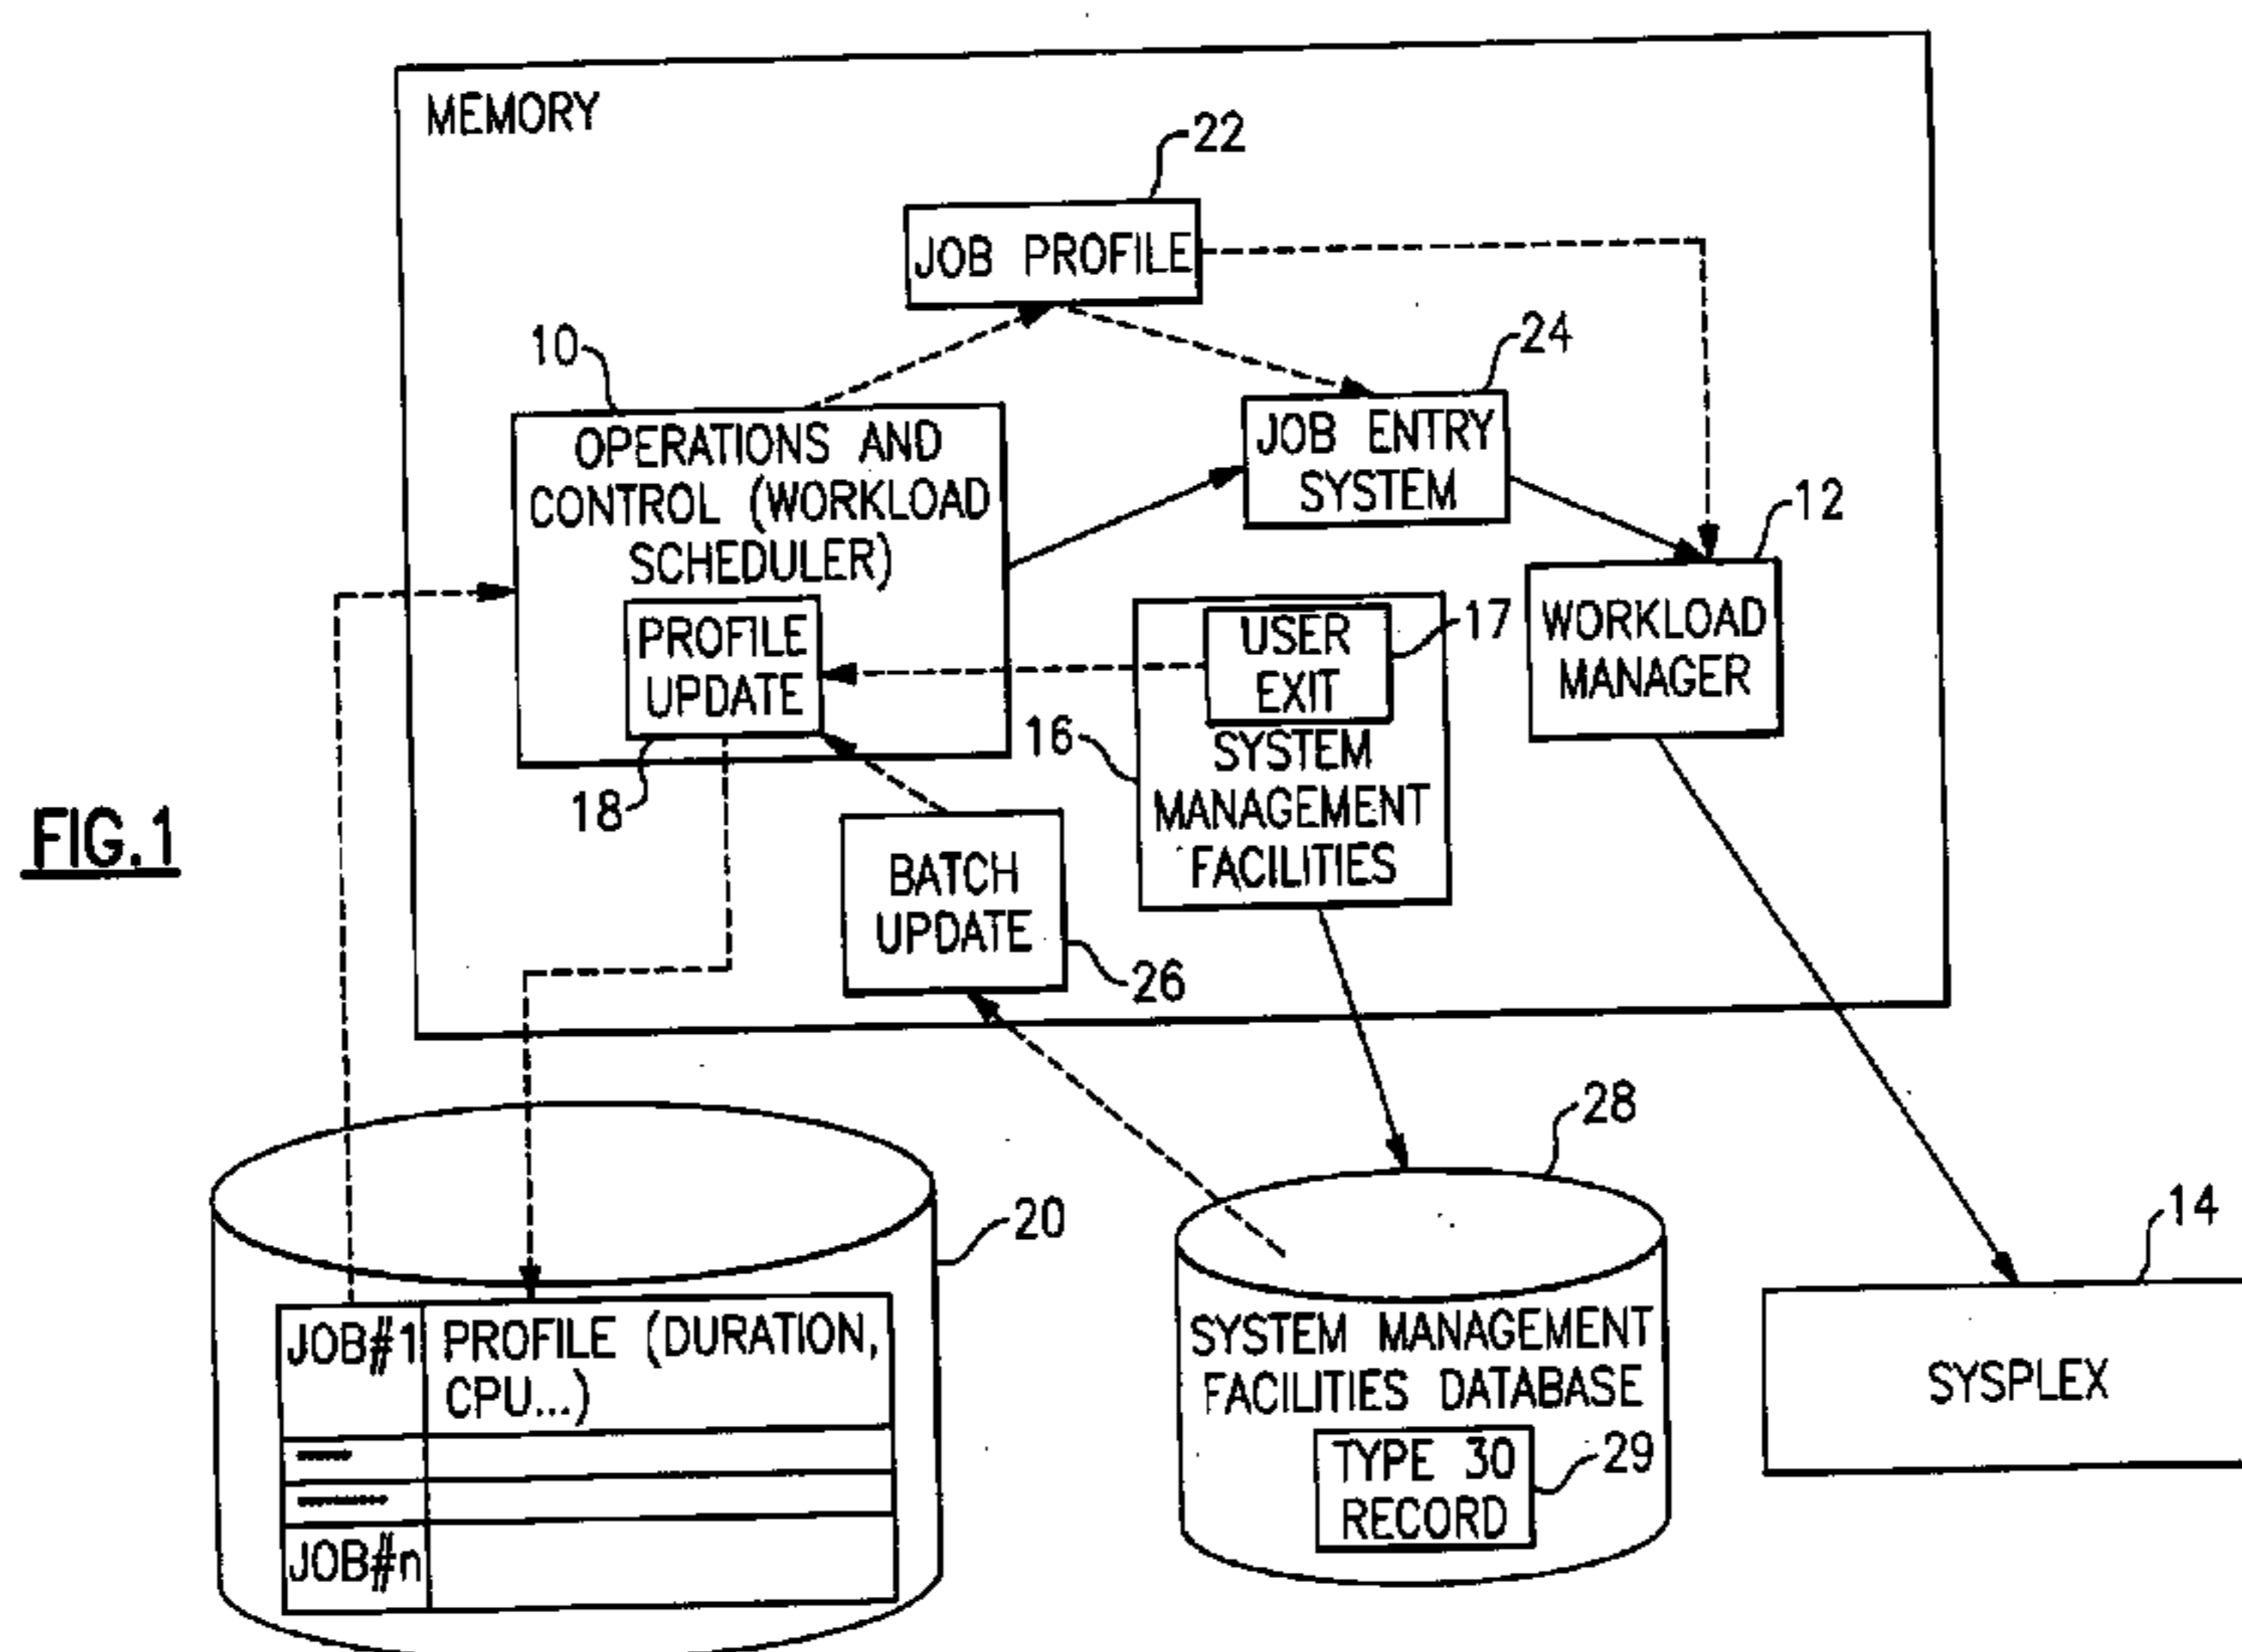 MEMORY
22
JOB PROFILE
10
24
OPERATIONS AND
CONTROL (WORKLOAD
SCHEDULER)
JOB ENTRY
SYSTEM
12
PROFILE
UPDATE
USER
EXIT
17
WORKLOAD
MANAGER
16
SYSTEM
MANAGEMENT
FACILITIES
18
FIG.1
BATCH
UPDATE
26
28
20
14
JOB#1
PROFILE (DURATION,
CPU...)
JOB#n
SYSTEM MANAGEMENT
FACILITIES DATABASE
TYPE 30
RECORD
29
SYSPLEX